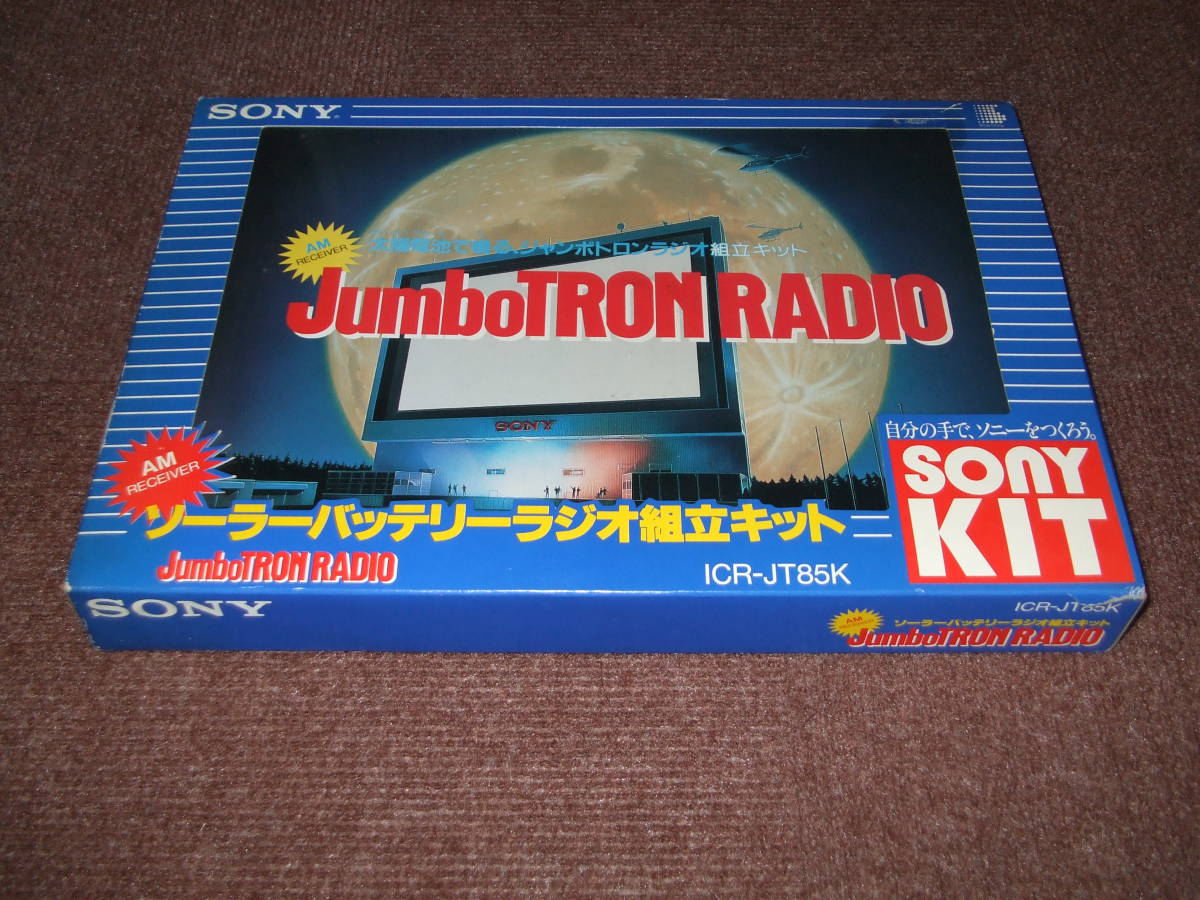 SONY
AM
RECEIVER
太陽電池で鳴る、ジャンボトロンラジオ組立キット
JumboTRON RADIO
SONY
自分の手で、ソニーをつくろう。
SONY
KIT
AM
RECEIVER
ソーラーバッテリーラジオ組立キット
JumboTRON RADIO
ICR-JT85K
SONY
ICR-JT85K
AM
RECEIVER
ソーラーバッテリーラジオ組立キット
JumboTRON RADIO